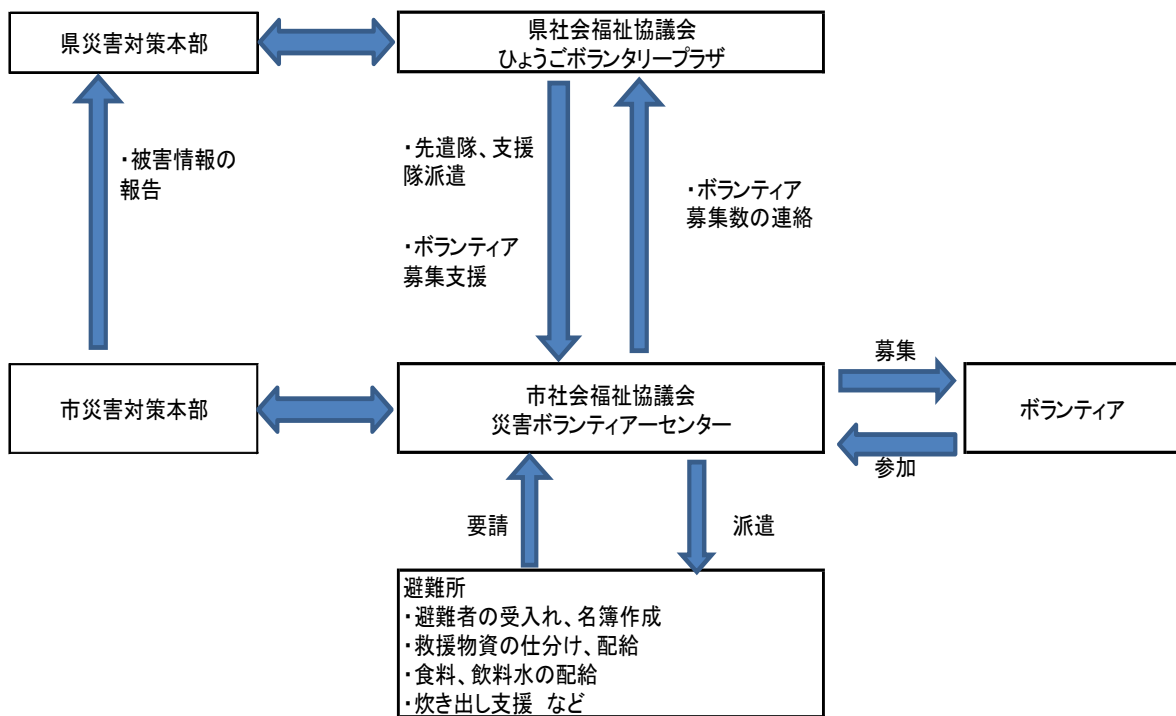 県災害対策本部
県社会福祉協議会
ひょうごボランタリープラザ
・被害情報の
報告
・先遣隊、支援
隊派遣
・ボランティア
募集支援
・ボランティア
募集数の連絡
市災害対策本部
市社会福祉協議会
災害ボランティアーセンター
募集
参加
ボランティア
要請
派遣
避難所
・避難者の受入れ、名簿作成
・救援物資の仕分け、配給
・食料、飲料水の配給
・炊き出し支援 など